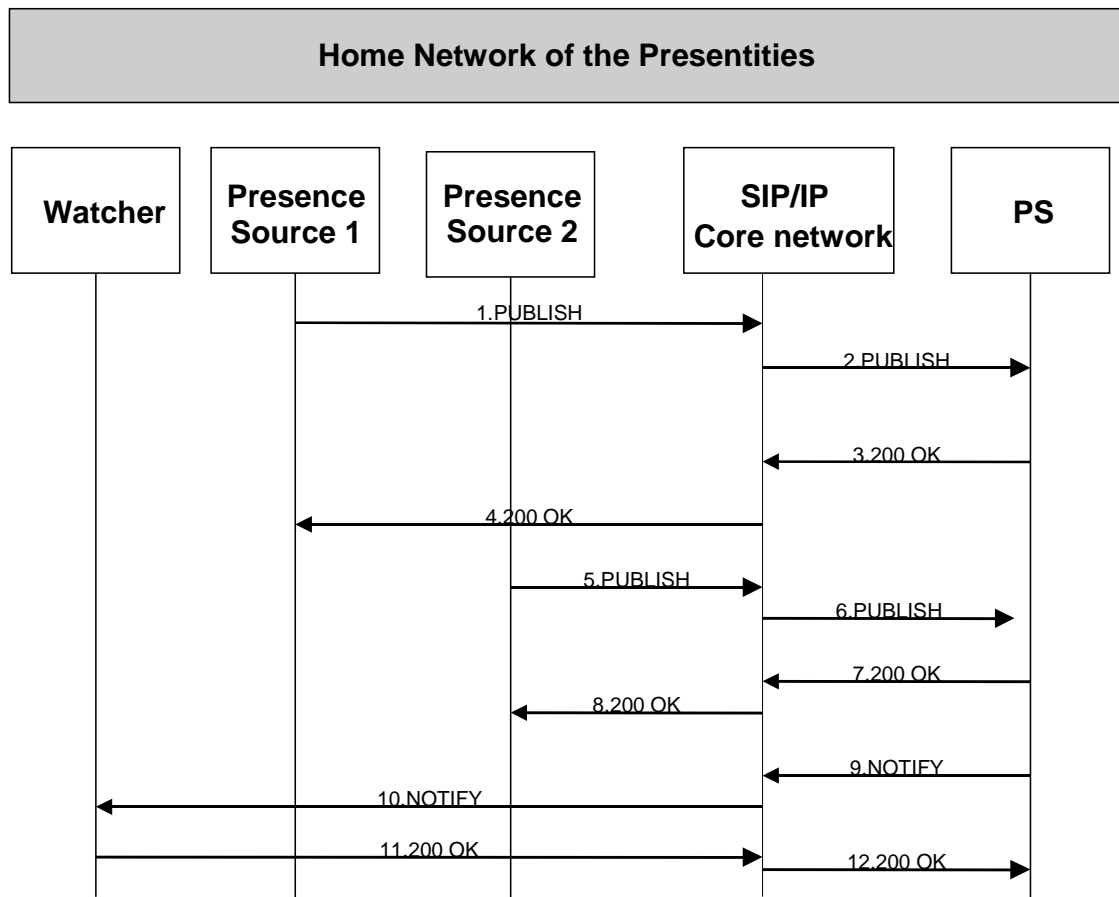 Home Network of the Presentities
Watcher
Presence
Source 1
Presence
Source 2
SIP/IP
Core network
PS
1.PUBLISH
2.PUBLISH
3.200 OK
4.200 OK
5.PUBLISH
6.PUBLISH
7.200 OK
8.200 OK
9.NOTIFY
10.NOTIFY
11.200 OK
12.200 OK